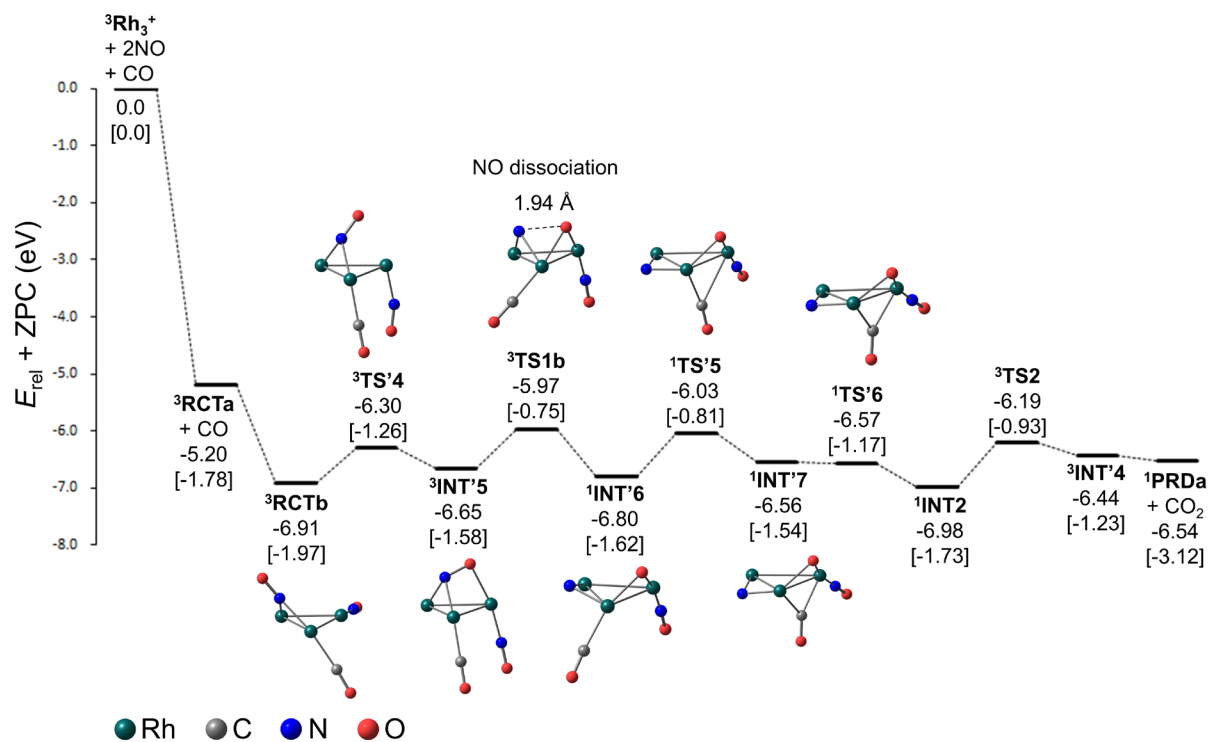 ³Rh₃⁺
+ 2NO
+ CO
0.0
[0.0]
E_rel + ZPC (eV)
0.0
-1.0
-2.0
-3.0
-4.0
-5.0
-6.0
-7.0
-8.0
³RCTa
+ CO
-5.20
[-1.78]
³RCTb
-6.91
[-1.97]
³TS'4
-6.30
[-1.26]
³INT'5
-6.65
[-1.58]
NO dissociation
1.94 Å
³TS1b
-5.97
[-0.75]
¹INT'6
-6.80
[-1.62]
¹TS'5
-6.03
[-0.81]
¹INT'7
-6.56
[-1.54]
¹TS'6
-6.57
[-1.17]
¹INT2
-6.98
[-1.73]
³TS2
-6.19
[-0.93]
³INT'4
-6.44
[-1.23]
¹PRDa
+ CO₂
-6.54
[-3.12]
Rh C N O